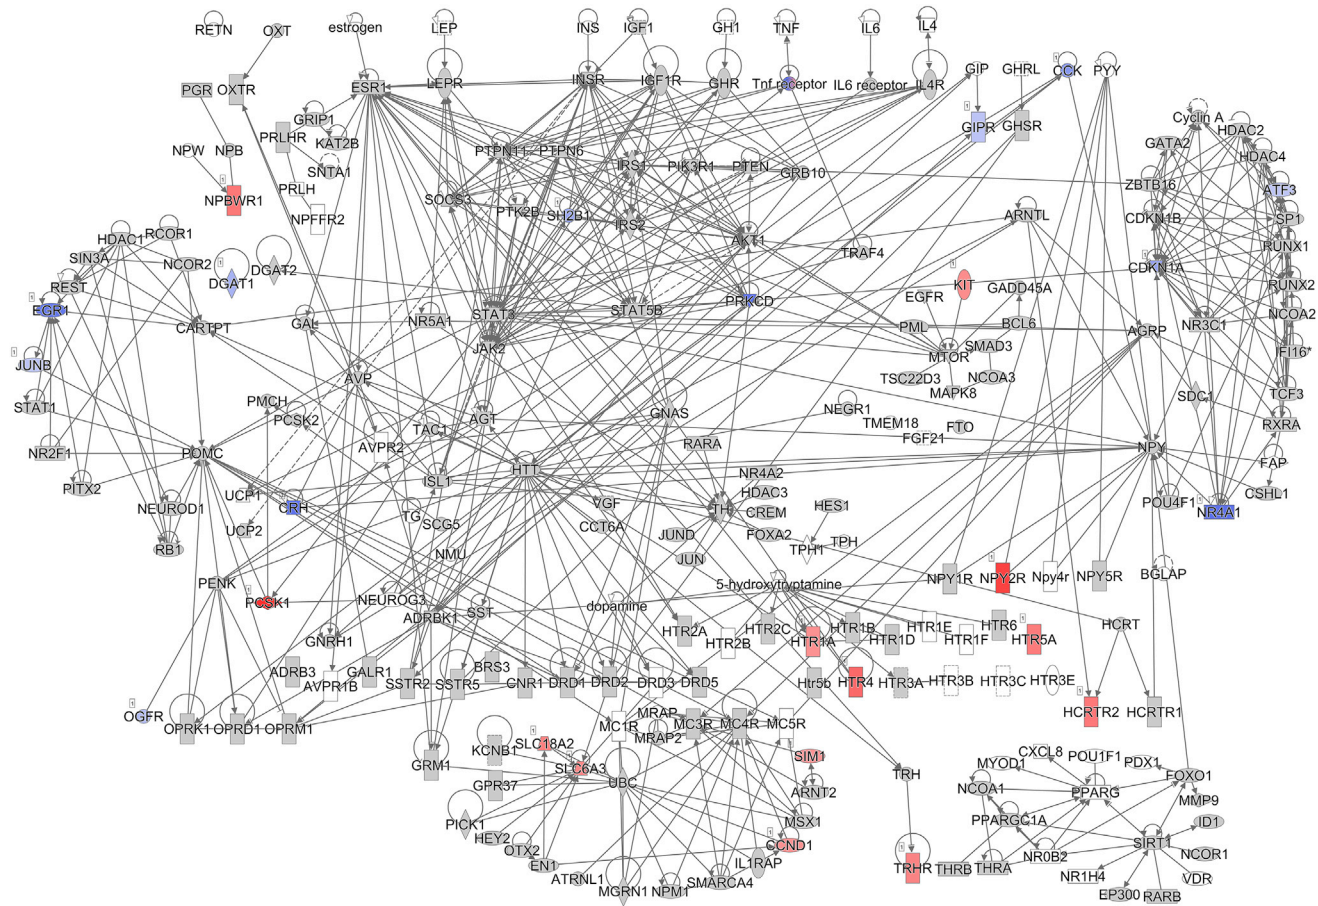 RETN
OXT
estrogen
LEP
INS
IGF1
GH1
TNF
IL6
IL4
PGR
OXTR
ESR1
LEPR
INSR
IGF1R
GHR
Tnf receptor
IL6 receptor
IL4R
GIP
GHRL
CCK
PYY
GRIP1
KAT2B
PRLHR
SNTA1
NPW
NPB
PRLH
NPBWR1
NPFFR2
PTPN11
PTPN6
IRS1
PIK3R1
PTEN
GRB10
GIPR
GHSR
SOCS3
PTK2B
SH2B1
IRS2
AKT1
TRAF4
ARNTL
Cyclin A
HDAC2
GATA2
HDAC4
ZBTB16
ATF3
CDKN1B
SP1
RUNX1
CDKN1A
RUNX2
NCOA2
NR3C1
IFI16*
TCF3
RXRA
SDC1
FAP
CSHL1
NR4A1
POU4F1
HDAC1
RCOR1
SIN3A
NCOR2
REST
EGR1
DGAT1
DGAT2
CARTPT
GAL
NR5A1
STAT3
STAT5B
PRKCD
JAK2
KIT
EGFR
GADD45A
PML
BCL6
MTOR
SMAD3
TSC22D3
NCOA3
MAPK8
AGRP
JUNB
STAT1
NR2F1
PITX2
AVP
PMCH
PCSK2
AVPR2
TAC1
AGT
GNAS
RARA
NEGR1
TMEM18
FTO
FGF21
NPY
POMC
ISL1
HTT
NR4A2
HDAC3
CREM
TH
FOXA2
HES1
TPH1
TPH
JUND
JUN
VGF
CCT6A
UCP1
CRH
UCP2
TG
SCG5
NMU
NEUROD1
RB1
PENK
PCSK1
NEUROG3
ADRBK1
SST
GNRH1
5-hydroxytryptamine
dopamine
NPY1R
NPY2R
Npy4r
NPY5R
BGLAP
HTR2A
HTR2B
HTR2C
HTR1A
HTR1B
HTR1D
HTR1E
HTR1F
HTR6
HTR5A
HCRT
ADRB3
AVPR1B
GALR1
SSTR2
SSTR5
BRS3
CNR1
DRD1
DRD2
DRD3
DRD5
Htr5b
HTR4
HTR3A
HTR3B
HTR3C
HTR3E
HCRTR2
HCRTR1
OGFR
OPRK1
OPRD1
OPRM1
GRM1
KCNB1
SLC18A2
SLC6A3
GPR37
MC1R
MRAP
MRAP2
MC3R
MC4R
MC5R
SIM1
ARNT2
UBC
MSX1
CCND1
PICK1
HEY2
OTX2
EN1
ATRNL1
MGRN1
NPM1
SMARCA4
IL1RAP
TRH
TRHR
CXCL8
POU1F1
MYOD1
PDX1
NCOA1
PPARG
FOXO1
MMP9
PPARGC1A
ID1
SIRT1
NCOR1
NR0B2
THRB
THRA
NR1H4
VDR
EP300
RARB